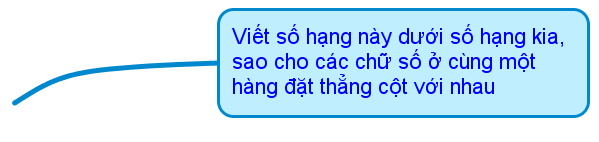 Viết số hạng này dưới số hạng kia,
sao cho các chữ số ở cùng một
hàng đặt thẳng cột với nhau